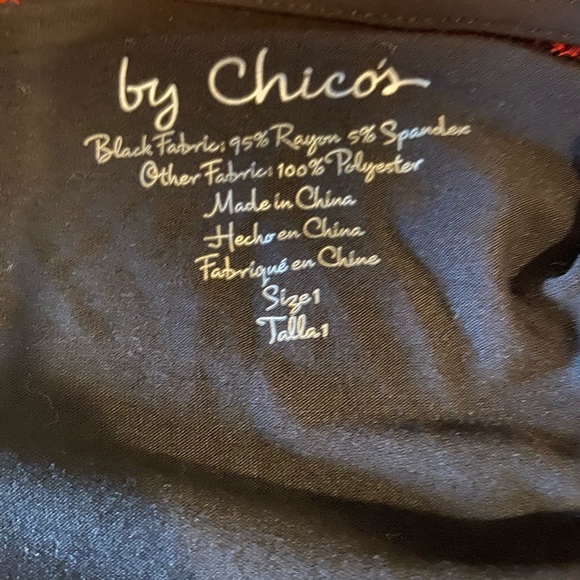 by Chico's
Black Fabric: 95% Rayon 5% Spandex
Other Fabric: 100% Polyester
Made in China
Hecho en China
Fabriqué en Chine
Size 1
Talla 1